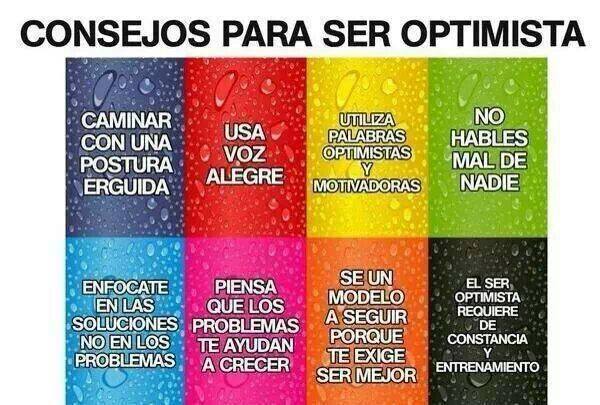 CONSEJOS PARA SER OPTIMISTA
CAMINAR
CON UNA
POSTURA
ERGUIDA
USA
VOZ
ALEGRE
UTILIZA
PALABRAS
OPTIMISTAS
Y
MOTIVADORAS
NO
HABLES
MAL DE
NADIE
ENFOCATE
EN LAS
SOLUCIONES
NO EN LOS
PROBLEMAS
PIENSA
QUE LOS
PROBLEMAS
TE AYUDAN
A CRECER
SE UN
MODELO
A SEGUIR
PORQUE
TE EXIGE
SER MEJOR
EL SER
OPTIMISTA
REQUIERE
DE
CONSTANCIA
Y
ENTRENAMIENTO